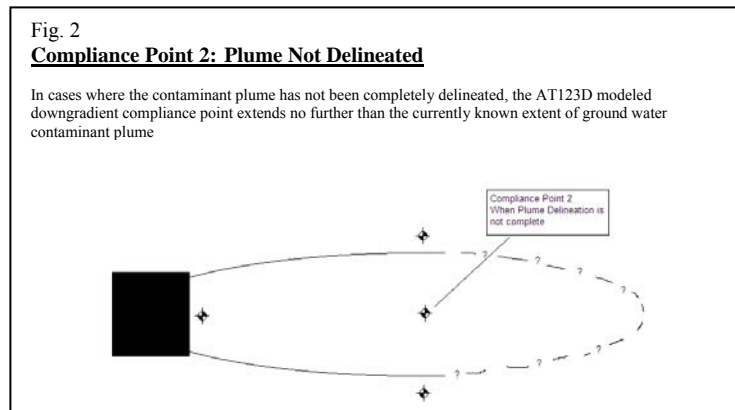 Fig. 2
Compliance Point 2: Plume Not Delineated
In cases where the contaminant plume has not been completely delineated, the AT123D modeled
downgradient compliance point extends no further than the currently known extent of ground water
contaminant plume
Compliance Point 2
When Plume Delineation is
not complete
?
?
?
?
?
?
?
?